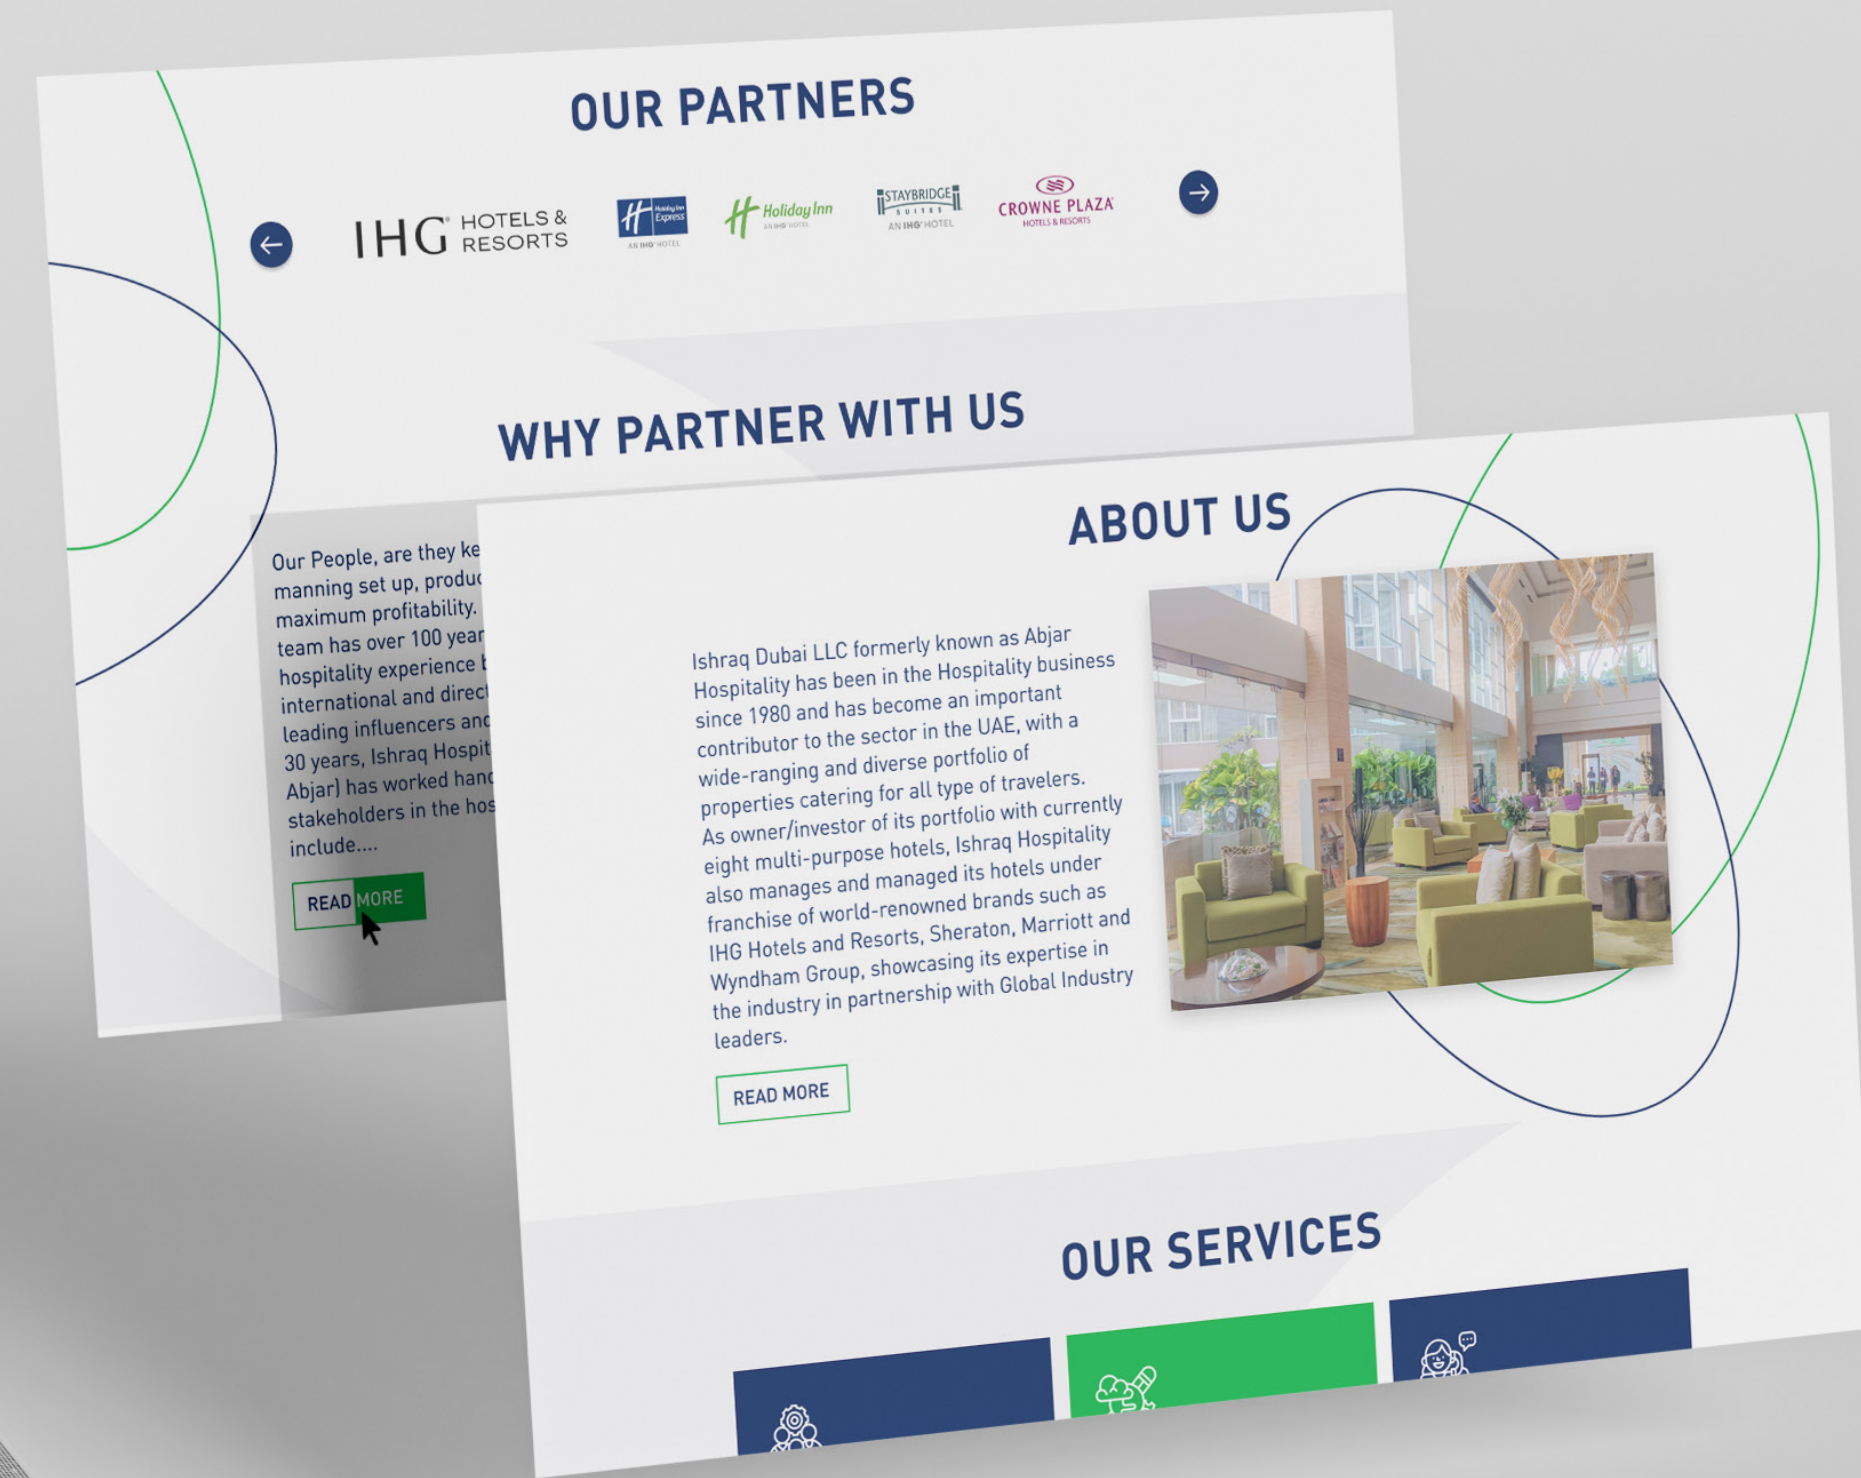 OUR PARTNERS
IHG HOTELS & RESORTS
Holiday Inn Express
AN IHG HOTEL
Holiday Inn
AN IHG HOTEL
STAYBRIDGE
SUITES
AN IHG HOTEL
CROWNE PLAZA
HOTELS & RESORTS
WHY PARTNER WITH US
Our People, are they ke
manning set up, produc
maximum profitability.
team has over 100 year
hospitality experience
international and direct
leading influencers and
30 years, Ishraq Hospit
Abjar) has worked hand
stakeholders in the hos
include....
READ MORE
ABOUT US
Ishraq Dubai LLC formerly known as Abjar
Hospitality has been in the Hospitality business
since 1980 and has become an important
contributor to the sector in the UAE, with a
wide-ranging and diverse portfolio of
properties catering for all type of travelers.
As owner/investor of its portfolio with currently
eight multi-purpose hotels, Ishraq Hospitality
also manages and managed its hotels under
franchise of world-renowned brands such as
IHG Hotels and Resorts, Sheraton, Marriott and
Wyndham Group, showcasing its expertise in
the industry in partnership with Global Industry
leaders.
READ MORE
OUR SERVICES